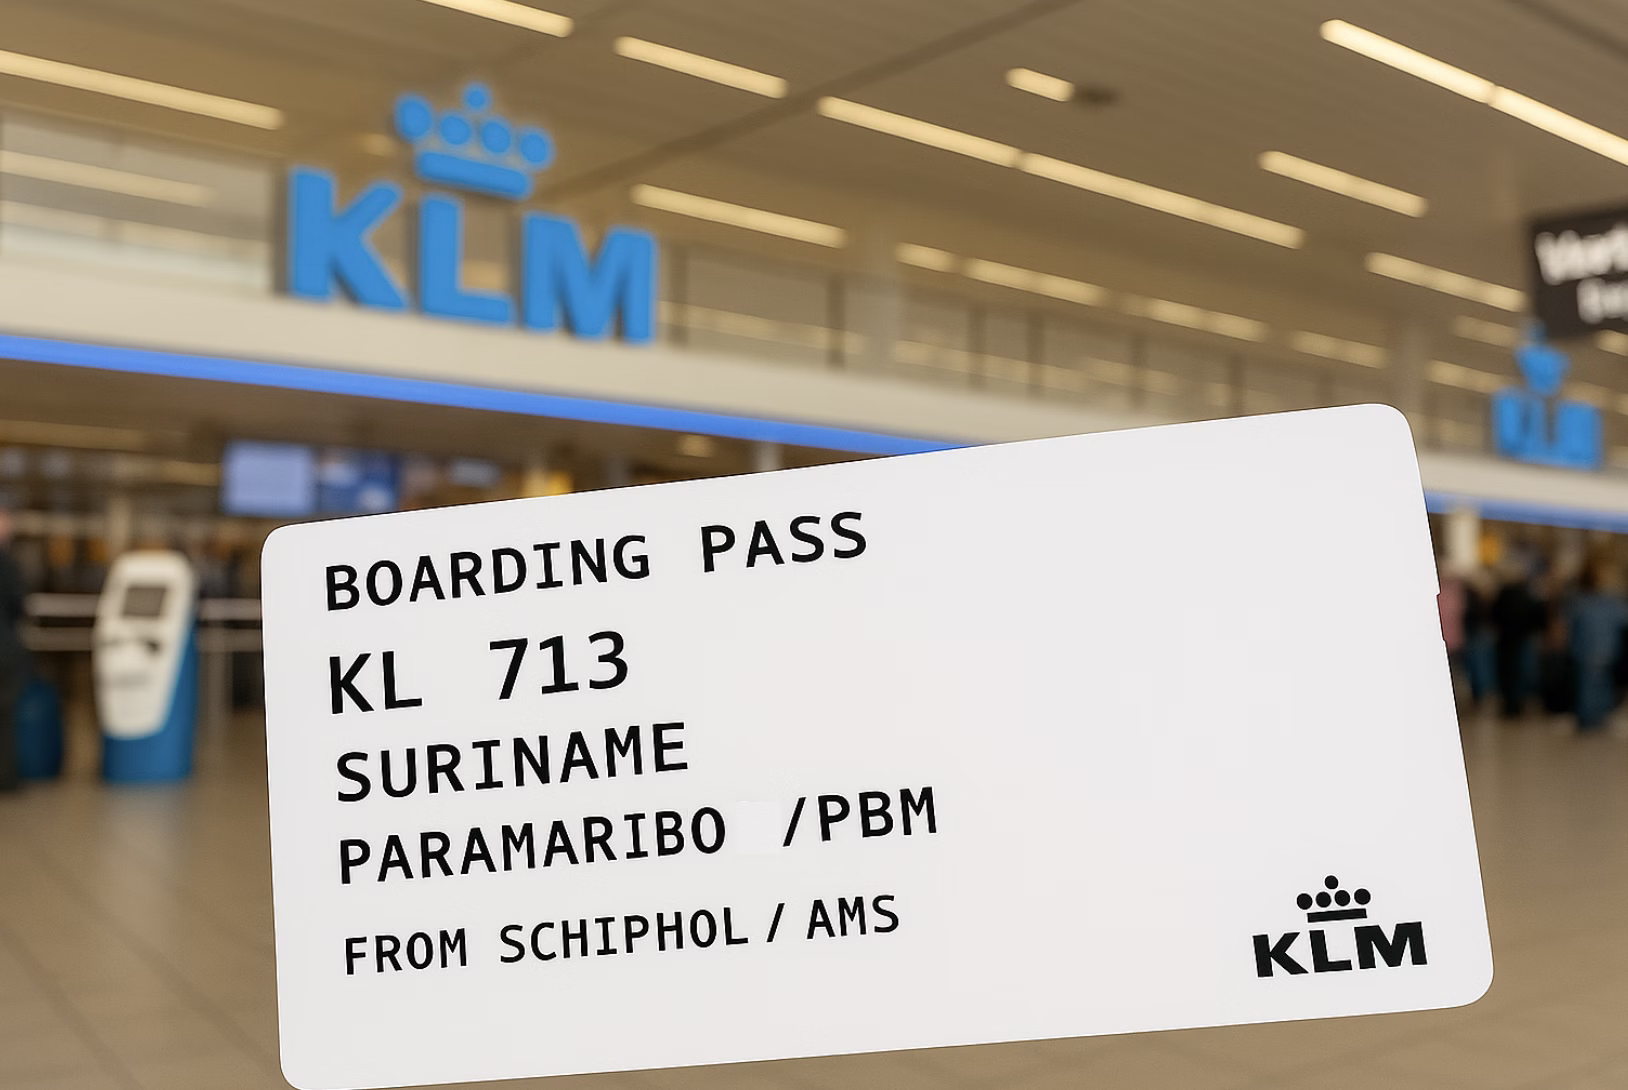 KLM
BOARDING PASS
KL 713
SURINAME
PARAMARIBO /PBM
FROM SCHIPHOL / AMS
KLM